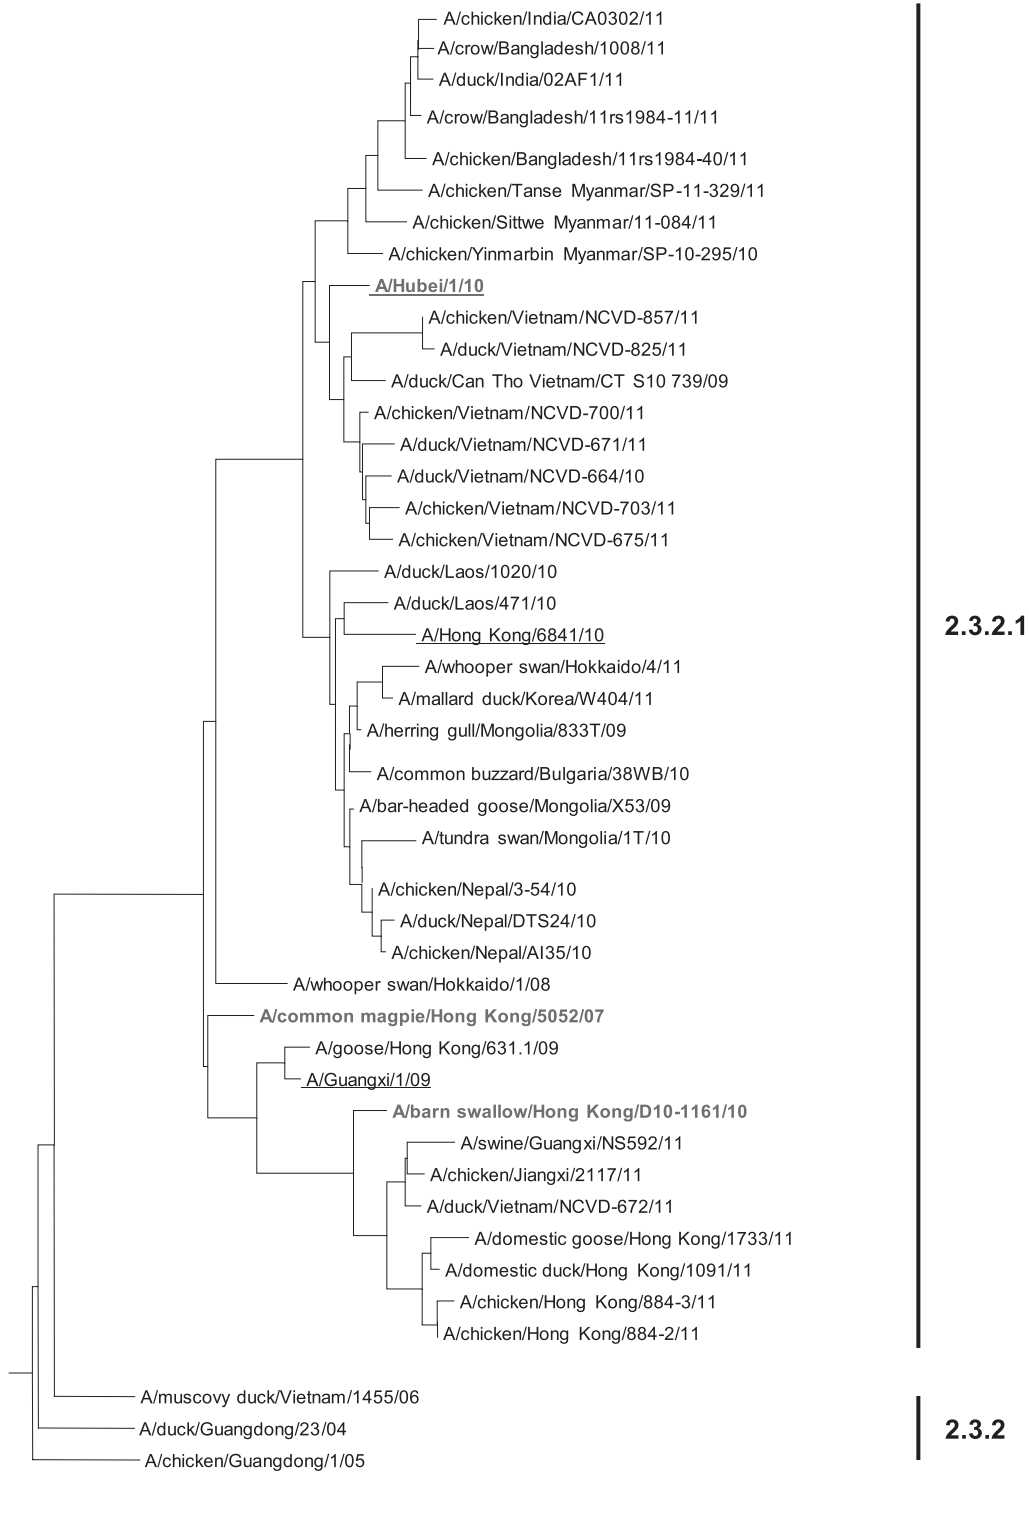 A/chicken/India/CA0302/11
A/crow/Bangladesh/1008/11
A/duck/India/02AF1/11
A/crow/Bangladesh/11rs1984-11/11
A/chicken/Bangladesh/11rs1984-40/11
A/chicken/Tanse Myanmar/SP-11-329/11
A/chicken/Sittwe Myanmar/11-084/11
A/chicken/Yinmarbin Myanmar/SP-10-295/10
A/Hubei/1/10
A/chicken/Vietnam/NCVD-857/11
A/duck/Vietnam/NCVD-825/11
A/duck/Can Tho Vietnam/CT S10 739/09
A/chicken/Vietnam/NCVD-700/11
A/duck/Vietnam/NCVD-671/11
A/duck/Vietnam/NCVD-664/10
A/chicken/Vietnam/NCVD-703/11
A/chicken/Vietnam/NCVD-675/11
A/duck/Laos/1020/10
A/duck/Laos/471/10
2.3.2.1
A/Hong Kong/6841/10
A/whooper swan/Hokkaido/4/11
A/mallard duck/Korea/W404/11
A/herring gull/Mongolia/833T/09
A/common buzzard/Bulgaria/38WB/10
A/bar-headed goose/Mongolia/X53/09
A/tundra swan/Mongolia/1T/10
A/chicken/Nepal/3-54/10
A/duck/Nepal/DTS24/10
A/chicken/Nepal/AI35/10
A/whooper swan/Hokkaido/1/08
A/common magpie/Hong Kong/5052/07
A/goose/Hong Kong/631.1/09
A/Guangxi/1/09
A/barn swallow/Hong Kong/D10-1161/10
A/swine/Guangxi/NS592/11
A/chicken/Jiangxi/2117/11
A/duck/Vietnam/NCVD-672/11
A/domestic goose/Hong Kong/1733/11
A/domestic duck/Hong Kong/1091/11
A/chicken/Hong Kong/884-3/11
A/chicken/Hong Kong/884-2/11
A/muscovy duck/Vietnam/1455/06
A/duck/Guangdong/23/04
2.3.2
A/chicken/Guangdong/1/05